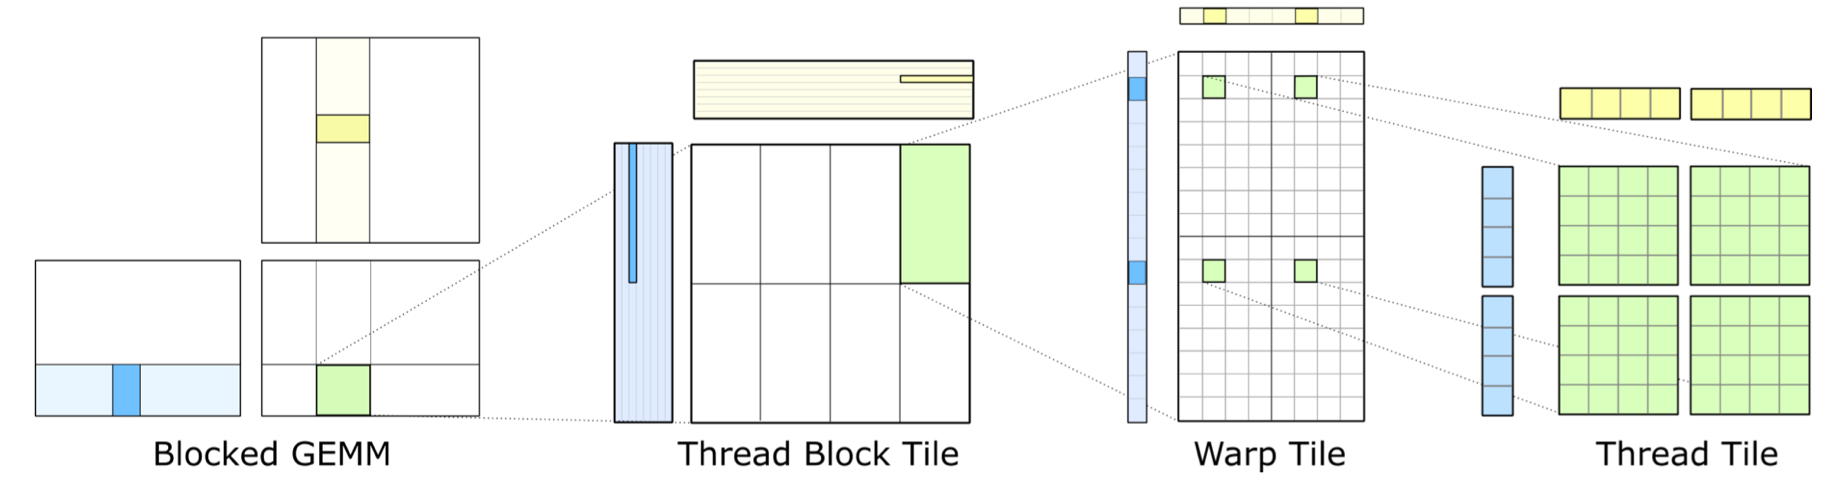 Blocked GEMM
Thread Block Tile
Warp Tile
Thread Tile